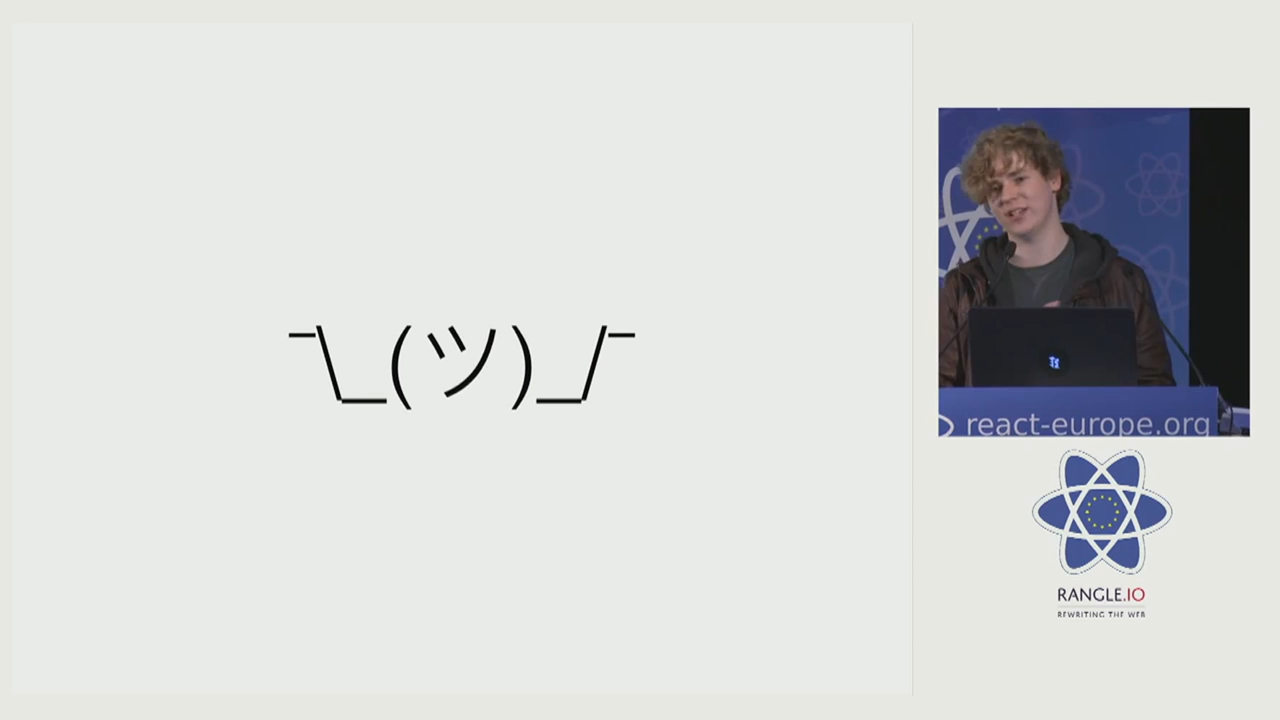 ¯\_(ツ)_/¯
react-europe.org
RANGLE.IO
REWRITING THE WEB